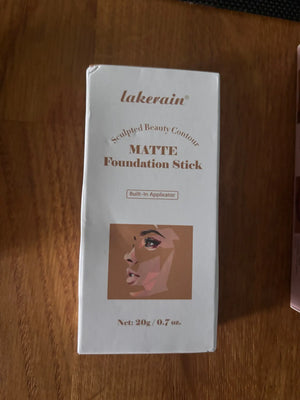 lakerain®
Sculpted Beauty Contour
MATTE
Foundation Stick
Built-in Applicator
Net: 20g / 0.7 oz.